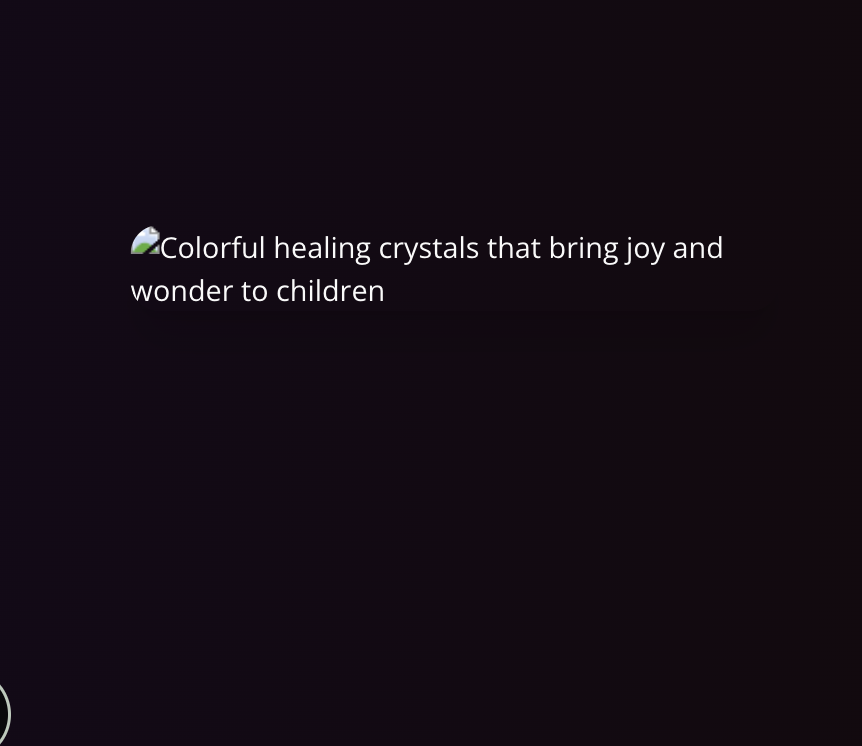 Colorful healing crystals that bring joy and
wonder to children